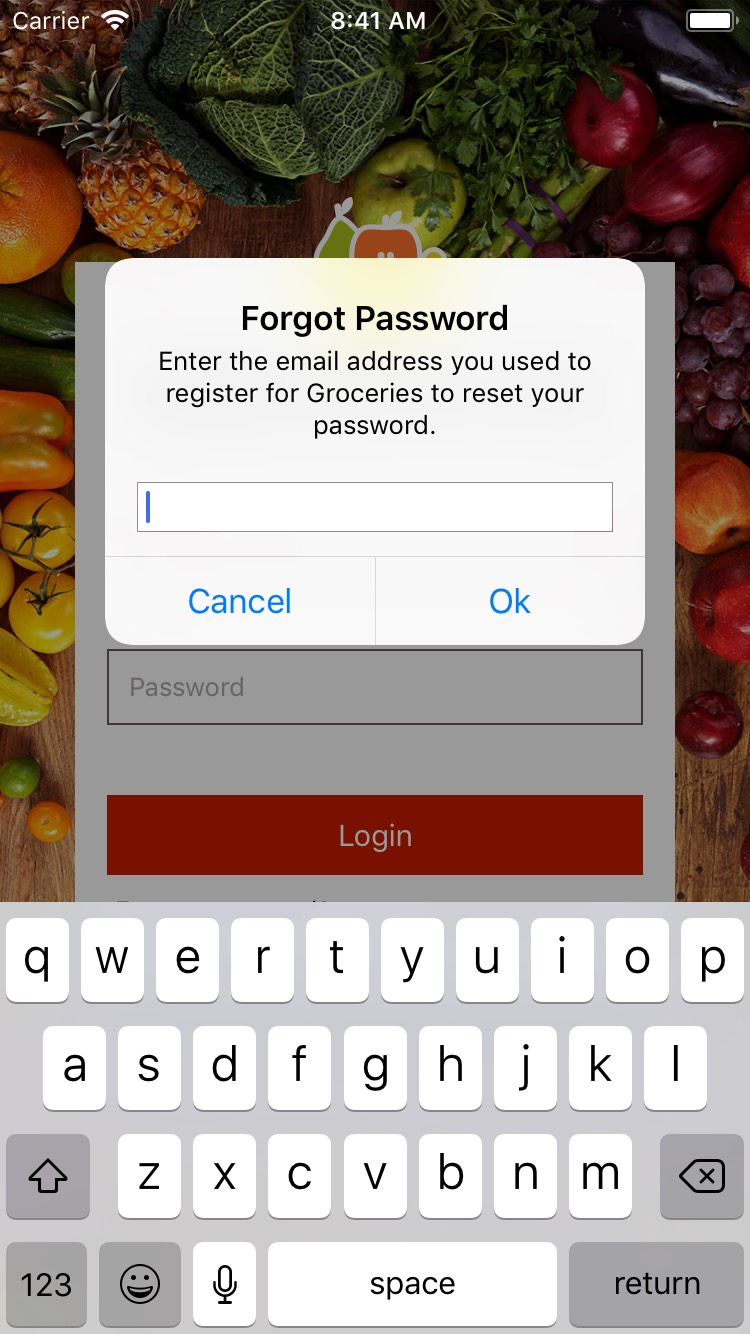 Carrier 8:41 AM
Forgot Password
Enter the email address you used to
register for Groceries to reset your
password.
Cancel Ok
Password
Login
q w e r t y u i o p
a s d f g h j k l
z x c v b n m
123 space return